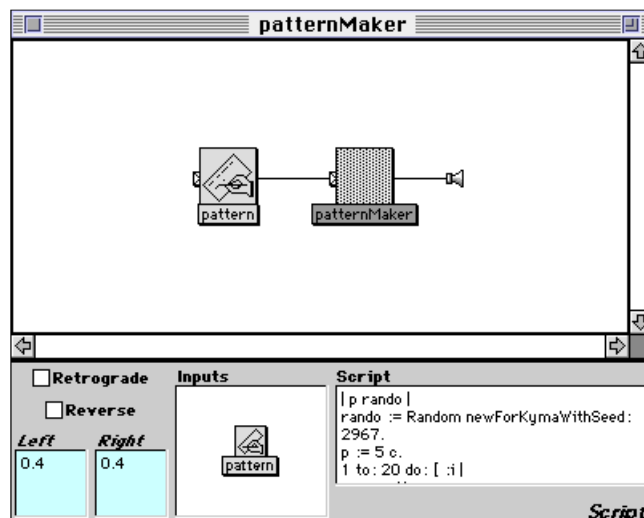 patternMaker
pattern
patternMaker
Retrograde
Reverse
Left
Right
0.4
0.4
Inputs
pattern
Script
| p rando |
rando := Random newForKymaWithSeed:
2967.
p := 5 c.
1 to: 20 do: [ :i |
Script